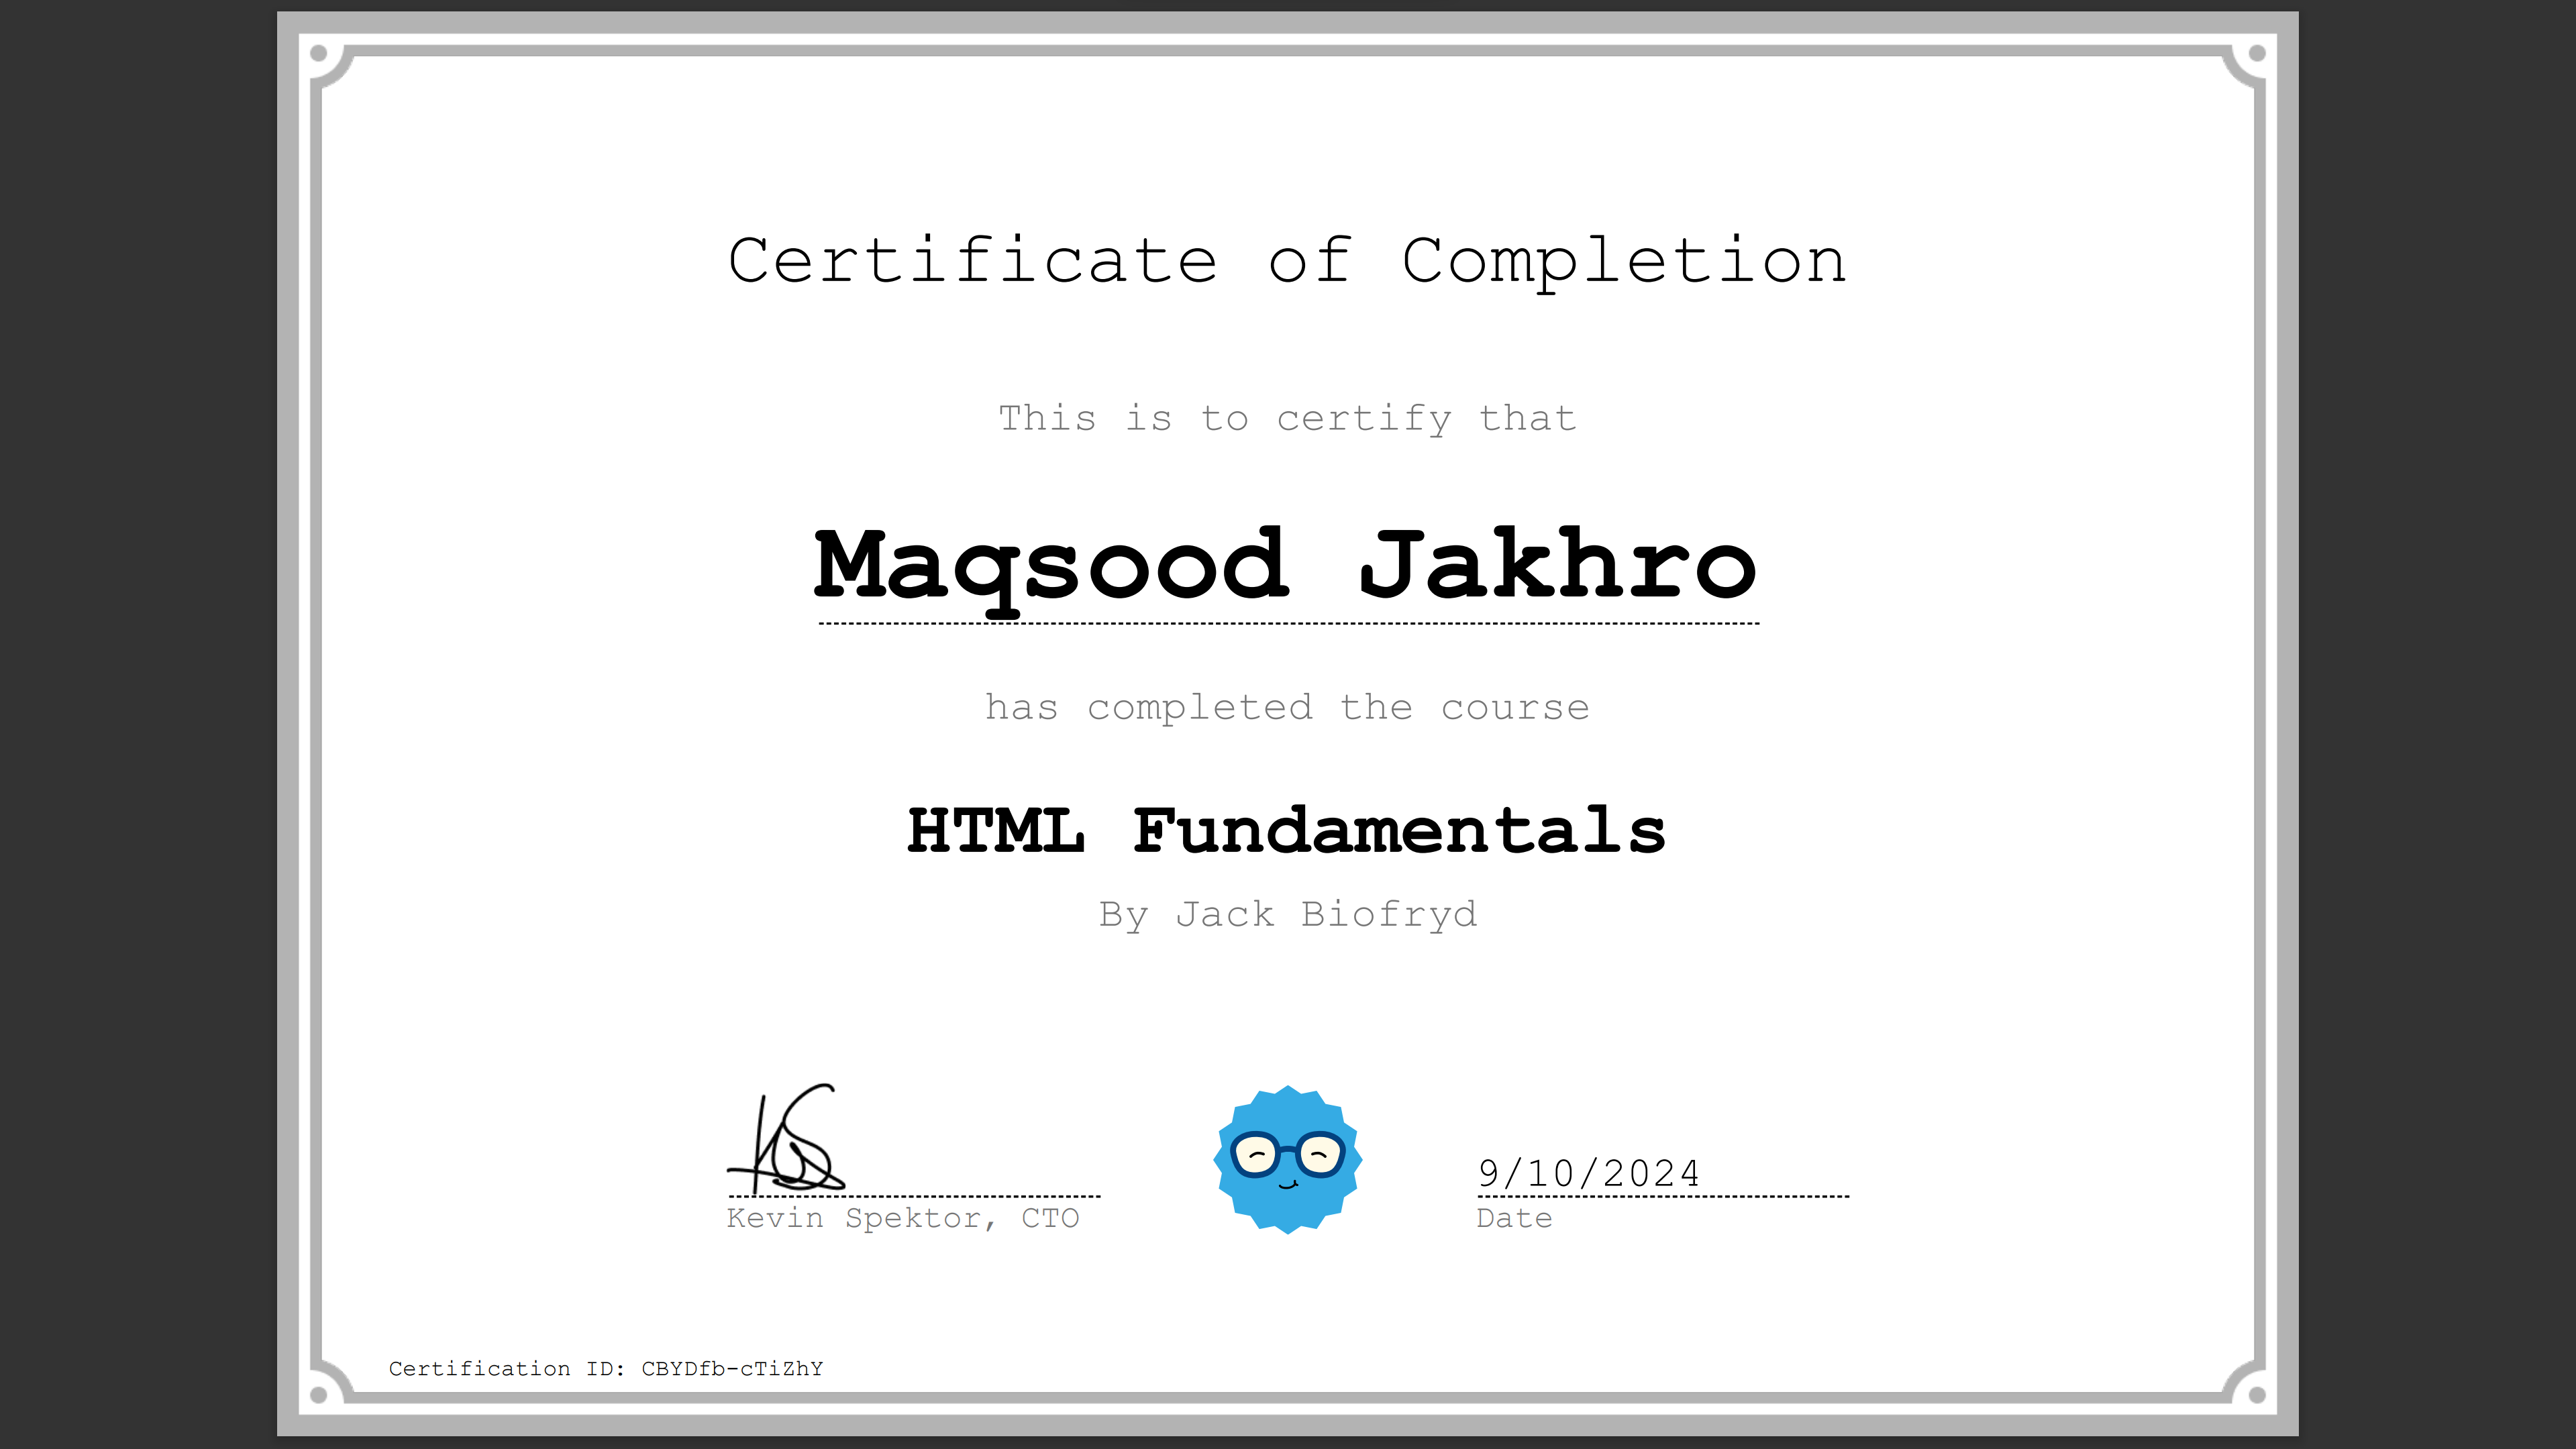 Certificate of Completion
This is to certify that
Maqsood Jakhro
has completed the course
HTML Fundamentals
By Jack Biofryd
9/10/2024
Kevin Spektor, CTO
Date
Certification ID: CBYDfb-cTiZhY